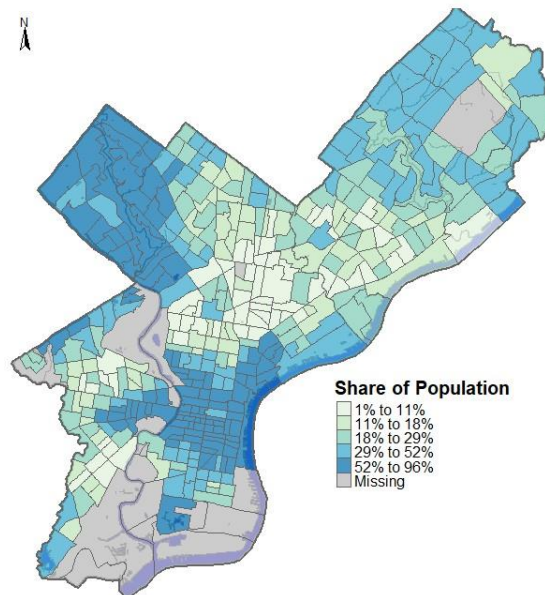 N
Share of Population
1% to 11%
11% to 18%
18% to 29%
29% to 52%
52% to 96%
Missing